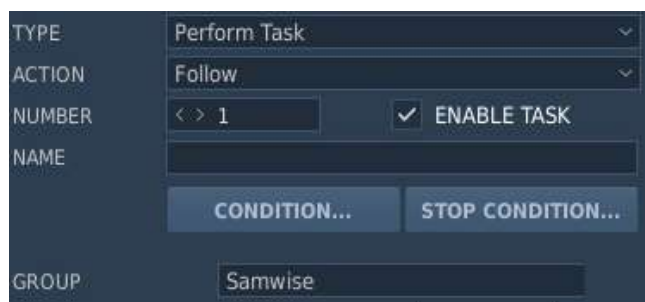 TYPE Perform Task
ACTION Follow
NUMBER < > 1 ENABLE TASK
NAME
CONDITION... STOP CONDITION...
GROUP Samwise